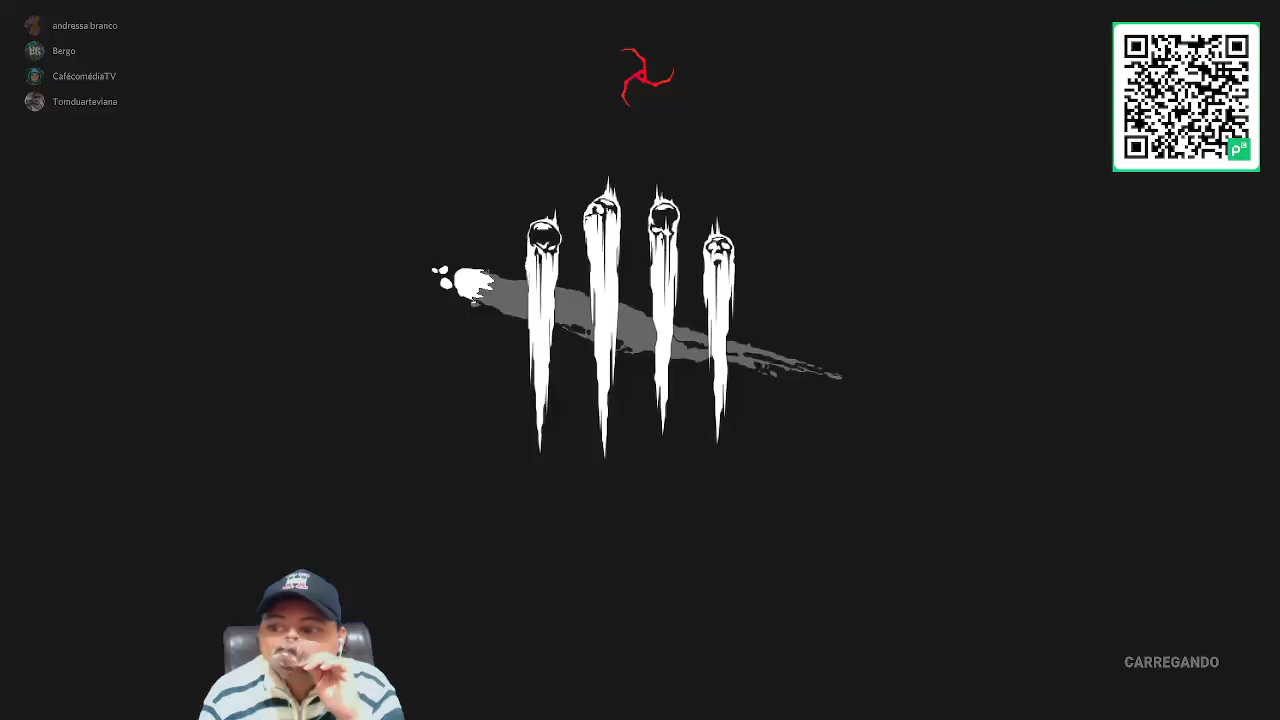 andressa branco
Bergo
CafécomédiaTV
Tomduarteviana
CARREGANDO